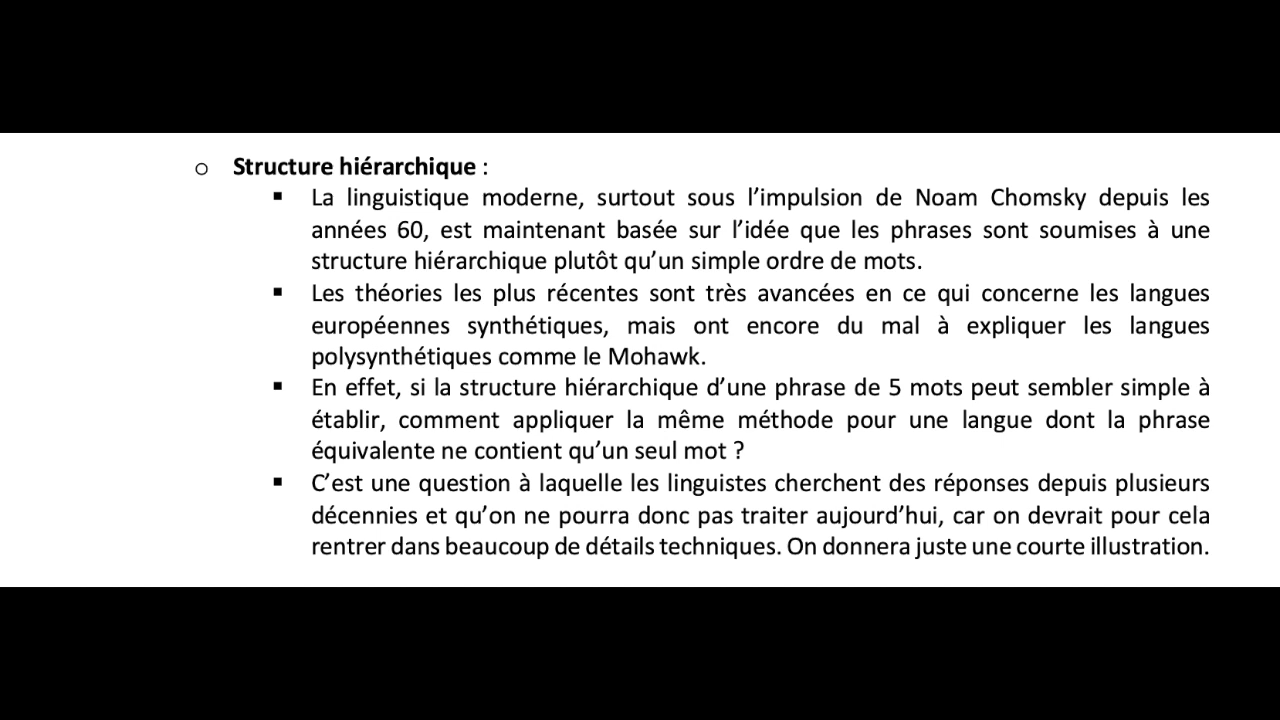 o Structure hiérarchique :
▪ La linguistique moderne, surtout sous l’impulsion de Noam Chomsky depuis les
années 60, est maintenant basée sur l’idée que les phrases sont soumises à une
structure hiérarchique plutôt qu’un simple ordre de mots.
▪ Les théories les plus récentes sont très avancées en ce qui concerne les langues
européennes synthétiques, mais ont encore du mal à expliquer les langues
polysynthétiques comme le Mohawk.
▪ En effet, si la structure hiérarchique d’une phrase de 5 mots peut sembler simple à
établir, comment appliquer la même méthode pour une langue dont la phrase
équivalente ne contient qu’un seul mot ?
▪ C’est une question à laquelle les linguistes cherchent des réponses depuis plusieurs
décennies et qu’on ne pourra donc pas traiter aujourd’hui, car on devrait pour cela
rentrer dans beaucoup de détails techniques. On donnera juste une courte illustration.